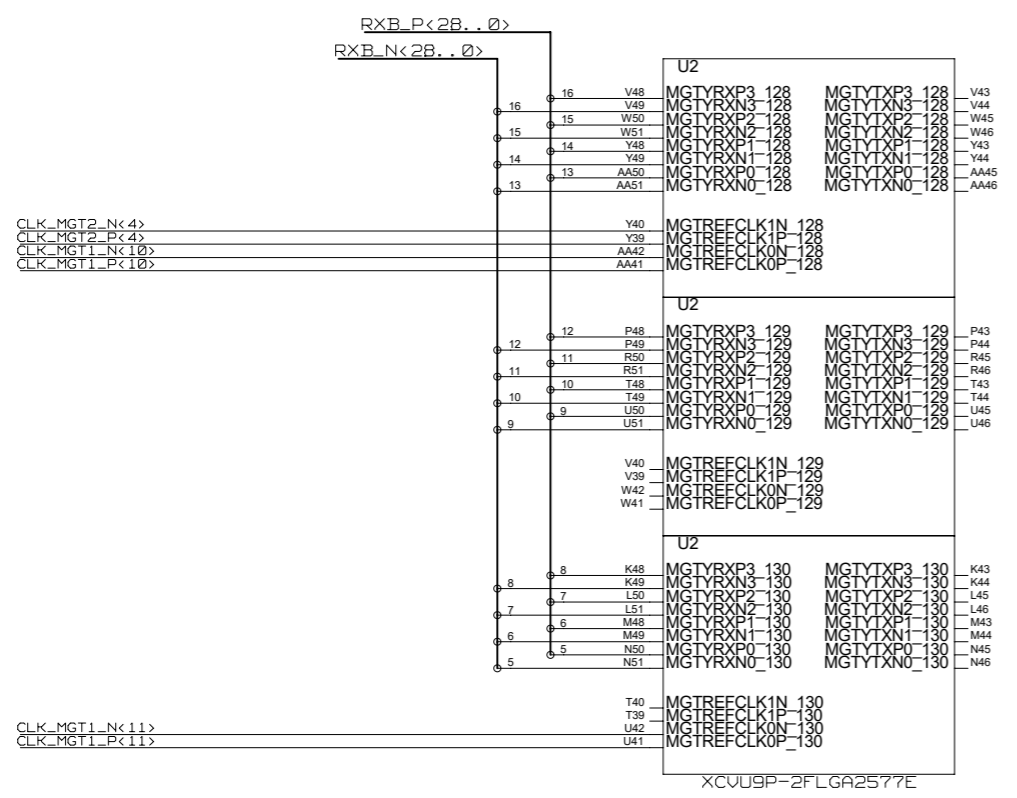 RXB_P<28..0>
RXB_N<28..0>
U2
16 V48 MGTYRXP3_128 MGTYTXP3_128 V43
16 V49 MGTYRXN3_128 MGTYTXN3_128 V44
15 W50 MGTYRXP2_128 MGTYTXP2_128 W45
15 W51 MGTYRXN2_128 MGTYTXN2_128 W46
14 Y48 MGTYRXP1_128 MGTYTXP1_128 Y43
14 Y49 MGTYRXN1_128 MGTYTXN1_128 Y44
13 AA50 MGTYRXP0_128 MGTYTXP0_128 AA45
13 AA51 MGTYRXN0_128 MGTYTXN0_128 AA46
CLK_MGT2_N<4> Y40 MGTREFCLK1N_128
CLK_MGT2_P<4> Y39 MGTREFCLK1P_128
CLK_MGT1_N<10> AA42 MGTREFCLK0N_128
CLK_MGT1_P<10> AA41 MGTREFCLK0P_128
U2
12 P48 MGTYRXP3_129 MGTYTXP3_129 P43
12 P49 MGTYRXN3_129 MGTYTXN3_129 P44
11 R50 MGTYRXP2_129 MGTYTXP2_129 R45
11 R51 MGTYRXN2_129 MGTYTXN2_129 R46
10 T48 MGTYRXP1_129 MGTYTXP1_129 T43
10 T49 MGTYRXN1_129 MGTYTXN1_129 T44
9 U50 MGTYRXP0_129 MGTYTXP0_129 U45
9 U51 MGTYRXN0_129 MGTYTXN0_129 U46
V40 MGTREFCLK1N_129
V39 MGTREFCLK1P_129
W42 MGTREFCLK0N_129
W41 MGTREFCLK0P_129
U2
8 K48 MGTYRXP3_130 MGTYTXP3_130 K43
8 K49 MGTYRXN3_130 MGTYTXN3_130 K44
7 L50 MGTYRXP2_130 MGTYTXP2_130 L45
7 L51 MGTYRXN2_130 MGTYTXN2_130 L46
6 M48 MGTYRXP1_130 MGTYTXP1_130 M43
6 M49 MGTYRXN1_130 MGTYTXN1_130 M44
5 N50 MGTYRXP0_130 MGTYTXP0_130 N45
5 N51 MGTYRXN0_130 MGTYTXN0_130 N46
T40 MGTREFCLK1N_130
T39 MGTREFCLK1P_130
CLK_MGT1_N<11> U42 MGTREFCLK0N_130
CLK_MGT1_P<11> U41 MGTREFCLK0P_130
XCVU9P-2FLGA2577E